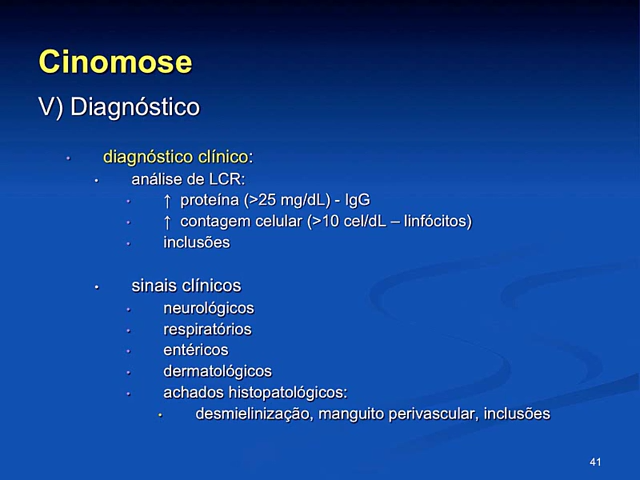 Cinomose
V) Diagnóstico
• diagnóstico clínico:
• análise de LCR:
• ↑ proteína (>25 mg/dL) - IgG
• ↑ contagem celular (>10 cel/dL – linfócitos)
• inclusões
• sinais clínicos
• neurológicos
• respiratórios
• entéricos
• dermatológicos
• achados histopatológicos:
• desmielinização, manguito perivascular, inclusões
41